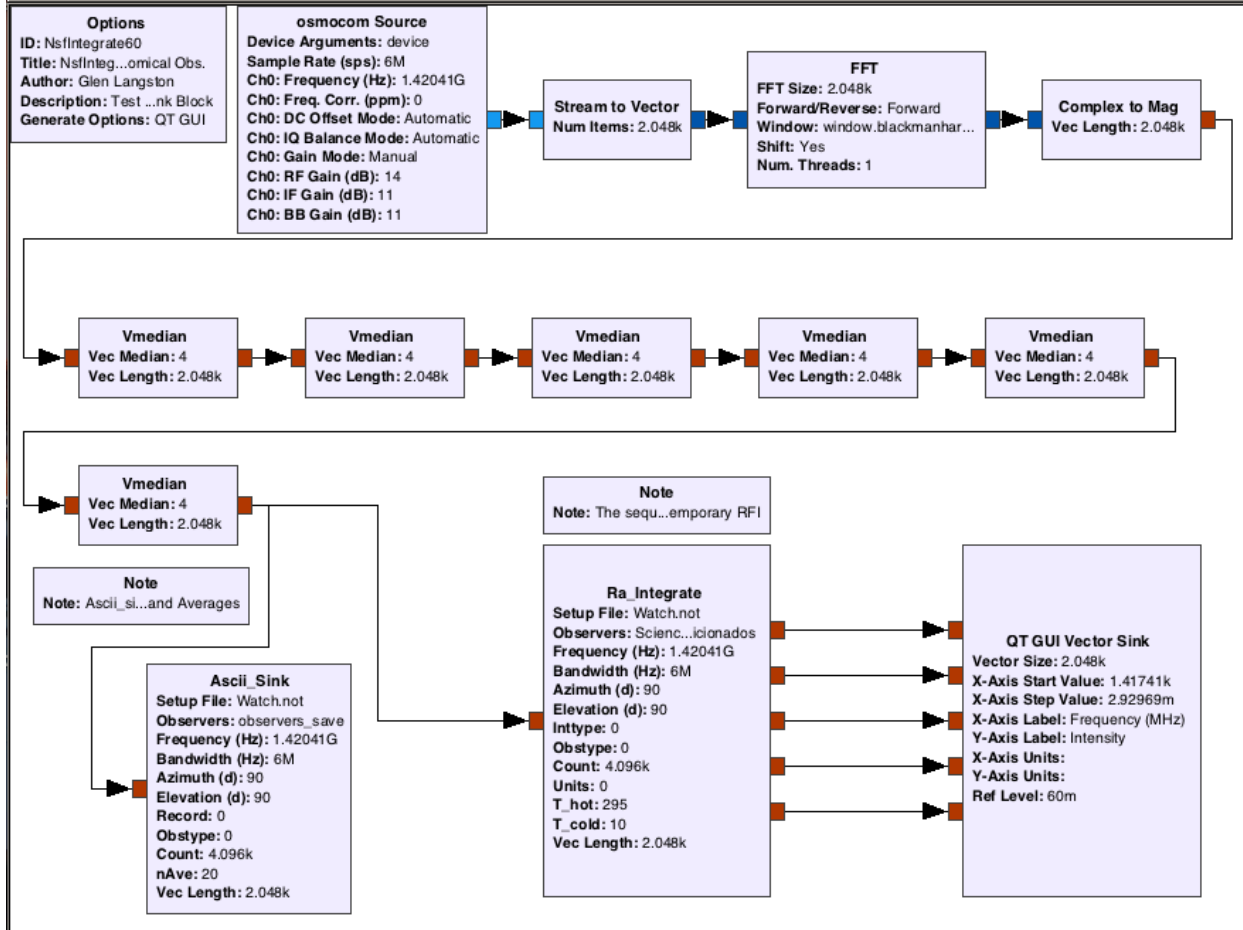 Options
ID: NsfIntegrate60
Title: NsfInteg...omical Obs.
Author: Glen Langston
Description: Test ...nk Block
Generate Options: QT GUI
osmocom Source
Device Arguments: device
Sample Rate (sps): 6M
Ch0: Frequency (Hz): 1.42041G
Ch0: Freq. Corr. (ppm): 0
Ch0: DC Offset Mode: Automatic
Ch0: IQ Balance Mode: Automatic
Ch0: Gain Mode: Manual
Ch0: RF Gain (dB): 14
Ch0: IF Gain (dB): 11
Ch0: BB Gain (dB): 11
Stream to Vector
Num Items: 2.048k
FFT
FFT Size: 2.048k
Forward/Reverse: Forward
Window: window.blackmanhar...
Shift: Yes
Num. Threads: 1
Complex to Mag
Vec Length: 2.048k
Vmedian
Vec Median: 4
Vec Length: 2.048k
Vmedian
Vec Median: 4
Vec Length: 2.048k
Vmedian
Vec Median: 4
Vec Length: 2.048k
Vmedian
Vec Median: 4
Vec Length: 2.048k
Vmedian
Vec Median: 4
Vec Length: 2.048k
Vmedian
Vec Median: 4
Vec Length: 2.048k
Note
Note: Ascii_si...and Averages
Ascii_Sink
Setup File: Watch.not
Observers: observers_save
Frequency (Hz): 1.42041G
Bandwidth (Hz): 6M
Azimuth (d): 90
Elevation (d): 90
Record: 0
Obstype: 0
Count: 4.096k
nAve: 20
Vec Length: 2.048k
Note
Note: The sequ...emporary RFI
Ra_Integrate
Setup File: Watch.not
Observers: Scienc...icionados
Frequency (Hz): 1.42041G
Bandwidth (Hz): 6M
Azimuth (d): 90
Elevation (d): 90
Inttype: 0
Obstype: 0
Count: 4.096k
Units: 0
T_hot: 295
T_cold: 10
Vec Length: 2.048k
QT GUI Vector Sink
Vector Size: 2.048k
X-Axis Start Value: 1.41741k
X-Axis Step Value: 2.92969m
X-Axis Label: Frequency (MHz)
Y-Axis Label: Intensity
X-Axis Units:
Y-Axis Units:
Ref Level: 60m